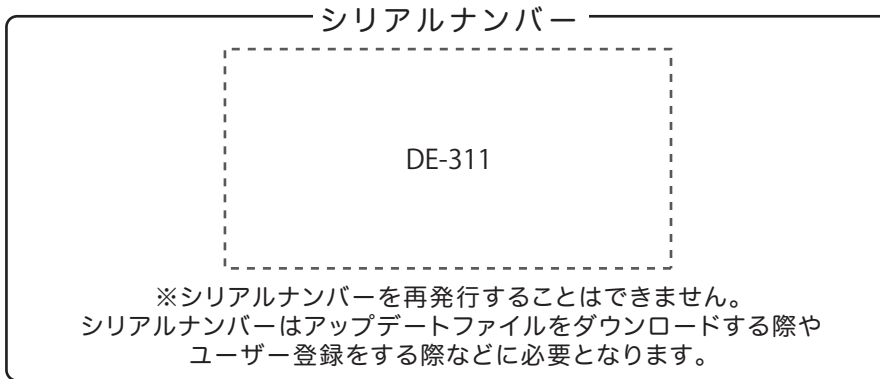 シリアルナンバー
DE-311
※シリアルナンバーを再発行することはできません。
シリアルナンバーはアップデートファイルをダウンロードする際や
ユーザー登録をする際などに必要となります。